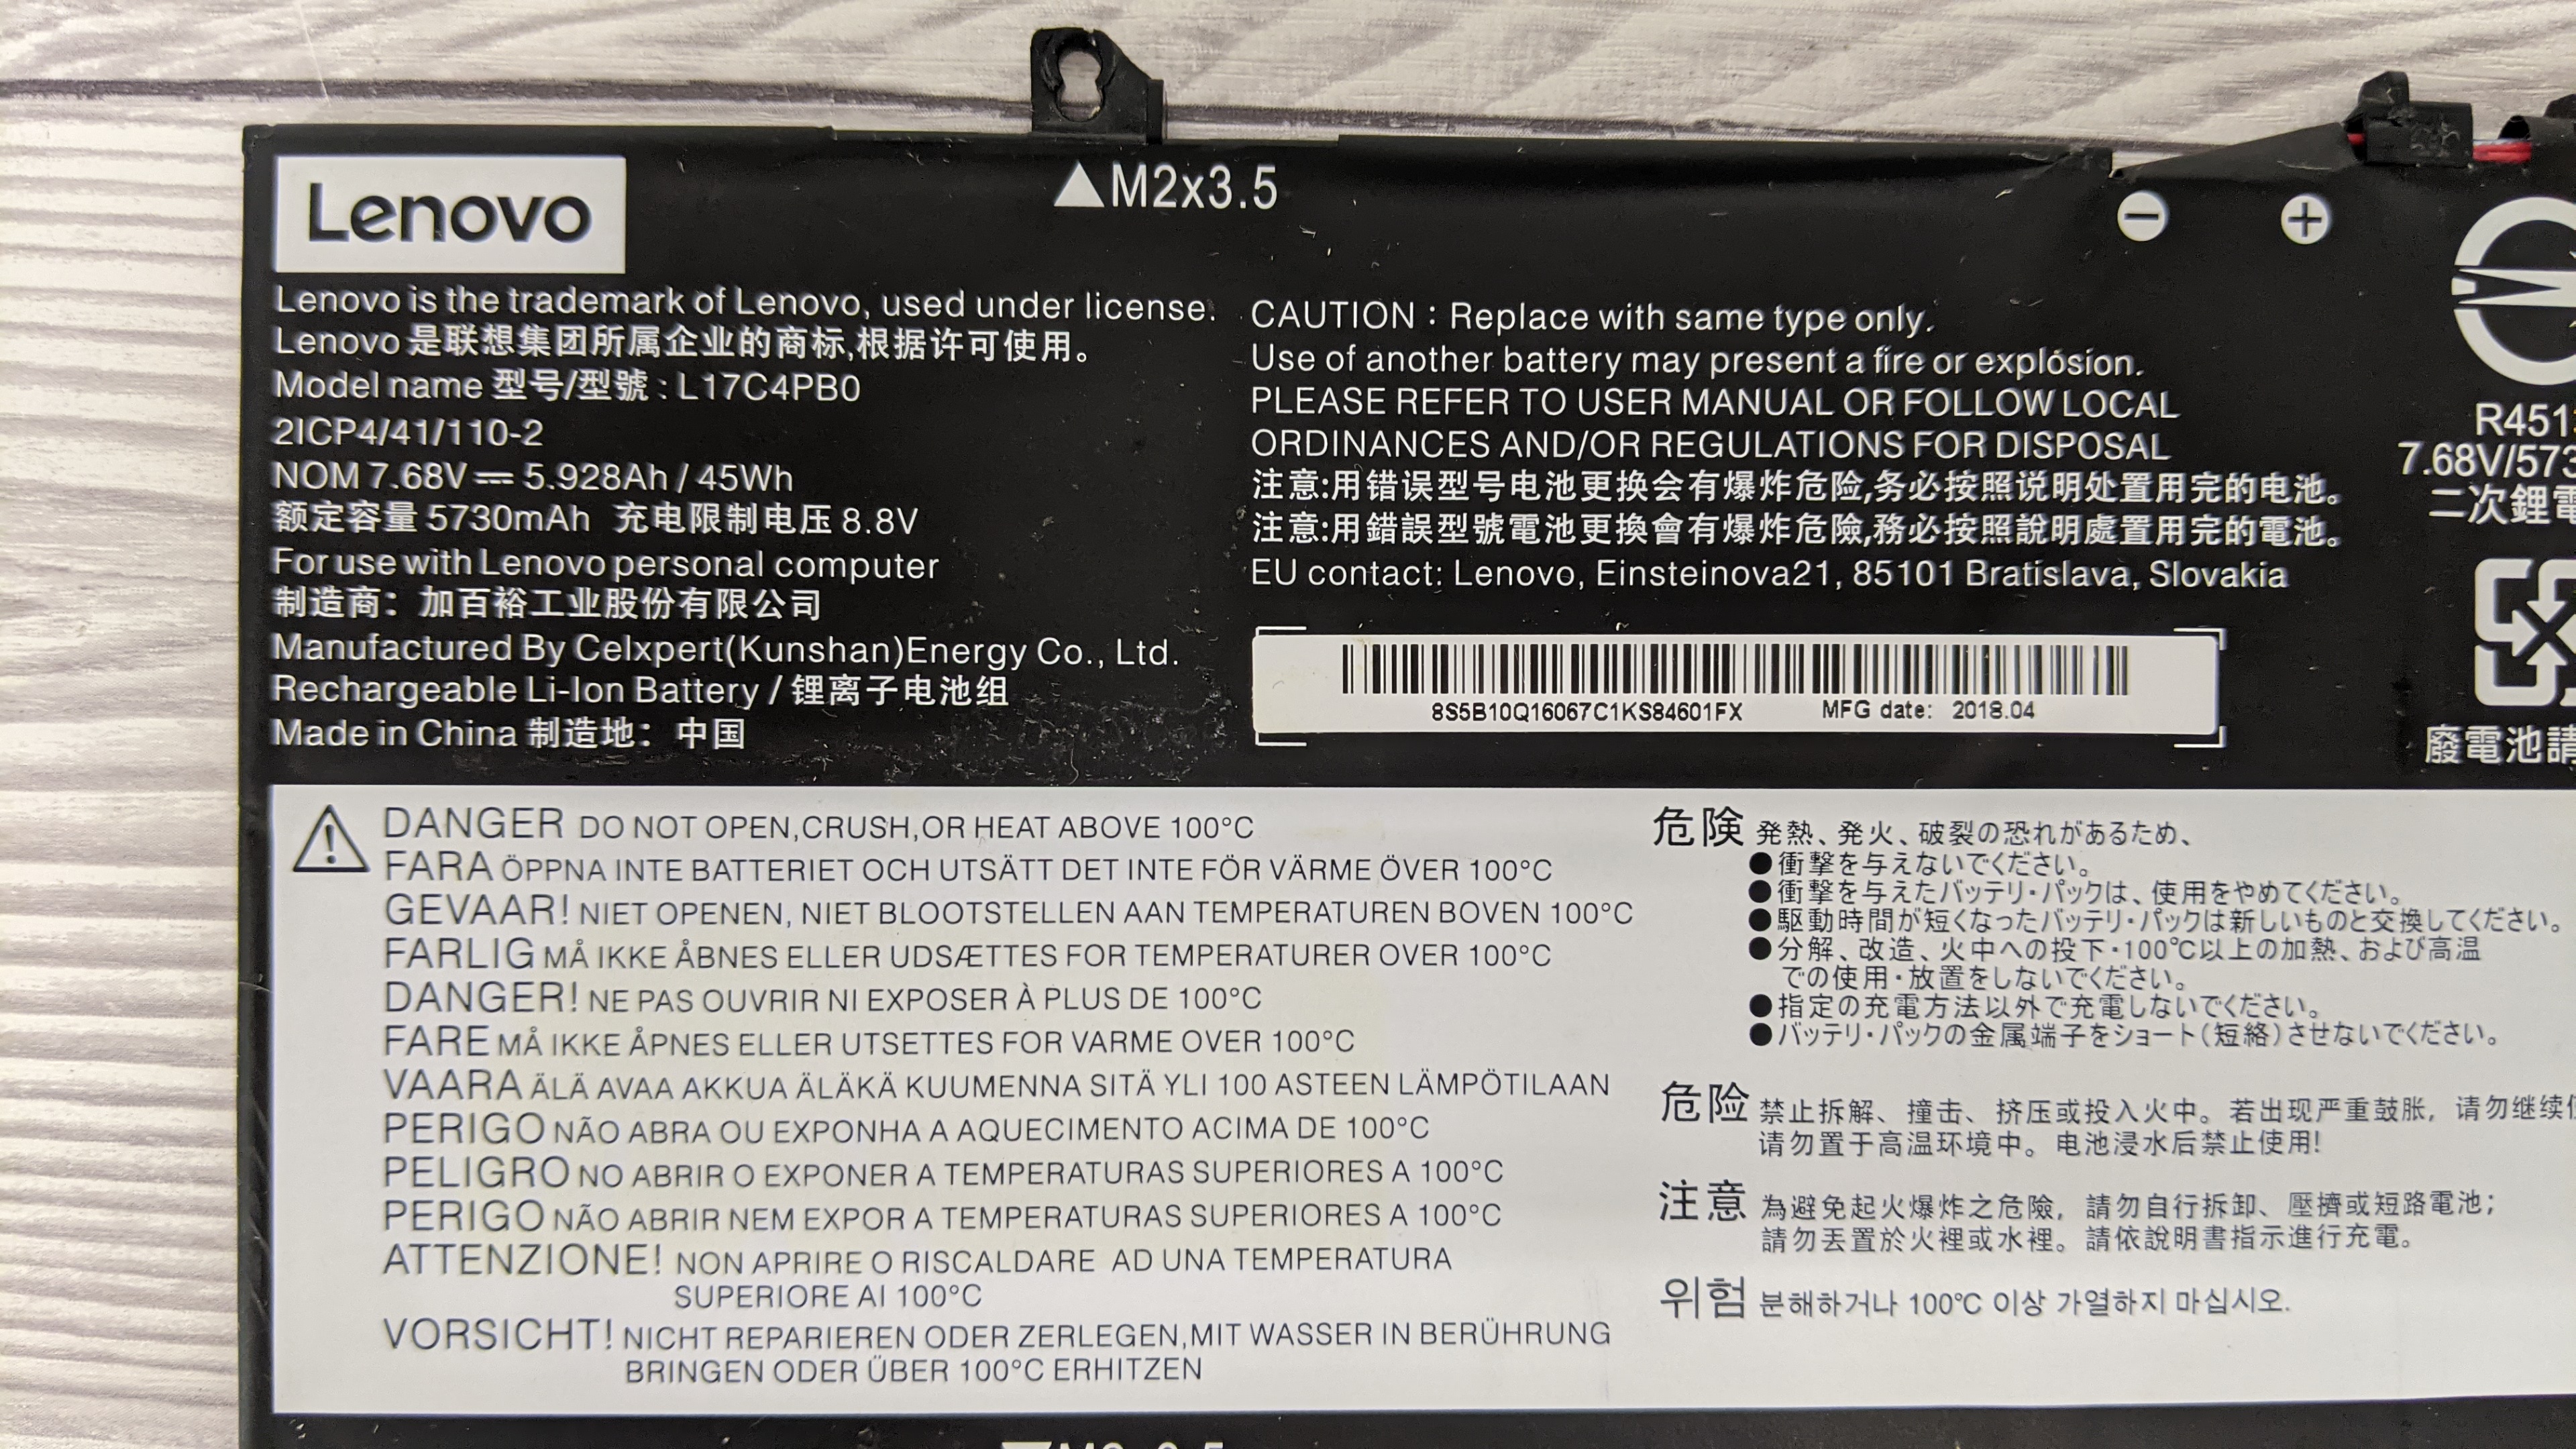 Lenovo
▲M2x3.5
Lenovo is the trademark of Lenovo, used under license.
Lenovo 是联想集团所属企业的商标,根据许可使用。
Model name 型号/型號 : L17C4PB0
2ICP4/41/110-2
NOM 7.68V⎓ 5.928Ah / 45Wh
额定容量 5730mAh 充电限制电压 8.8V
For use with Lenovo personal computer
制造商: 加百裕工业股份有限公司
Manufactured By Celxpert(Kunshan)Energy Co., Ltd.
Rechargeable Li-Ion Battery / 锂离子电池组
Made in China 制造地: 中国
CAUTION : Replace with same type only.
Use of another battery may present a fire or explosion.
PLEASE REFER TO USER MANUAL OR FOLLOW LOCAL
ORDINANCES AND/OR REGULATIONS FOR DISPOSAL
注意:用错误型号电池更换会有爆炸危险,务必按照说明处置用完的电池。
注意:用錯誤型號電池更換會有爆炸危險,務必按照說明處置用完的電池。
EU contact: Lenovo, Einsteinova21, 85101 Bratislava, Slovakia
8S5B10Q16067C1KS84601FX MFG date: 2018.04
− +
R451
7.68V/573
二次鋰電
廢電池請
DANGER DO NOT OPEN,CRUSH,OR HEAT ABOVE 100°C
FARA ÖPPNA INTE BATTERIET OCH UTSÄTT DET INTE FÖR VÄRME ÖVER 100°C
GEVAAR! NIET OPENEN, NIET BLOOTSTELLEN AAN TEMPERATUREN BOVEN 100°C
FARLIG MÅ IKKE ÅBNES ELLER UDSÆTTES FOR TEMPERATURER OVER 100°C
DANGER! NE PAS OUVRIR NI EXPOSER À PLUS DE 100°C
FARE MÅ IKKE ÅPNES ELLER UTSETTES FOR VARME OVER 100°C
VAARA ÄLÄ AVAA AKKUA ÄLÄKÄ KUUMENNA SITÄ YLI 100 ASTEEN LÄMPÖTILAAN
PERIGO NÃO ABRA OU EXPONHA A AQUECIMENTO ACIMA DE 100°C
PELIGRO NO ABRIR O EXPONER A TEMPERATURAS SUPERIORES A 100°C
PERIGO NÃO ABRIR NEM EXPOR A TEMPERATURAS SUPERIORES A 100°C
ATTENZIONE! NON APRIRE O RISCALDARE AD UNA TEMPERATURA
SUPERIORE AI 100°C
VORSICHT! NICHT REPARIEREN ODER ZERLEGEN,MIT WASSER IN BERÜHRUNG
BRINGEN ODER ÜBER 100°C ERHITZEN
危険 発熱、発火、破裂の恐れがあるため、
●衝撃を与えないでください。
●衝撃を与えたバッテリ・パックは、使用をやめてください。
●駆動時間が短くなったバッテリ・パックは新しいものと交換してください。
●分解、改造、火中への投下・100℃以上の加熱、および高温
での使用・放置をしないでください。
●指定の充電方法以外で充電しないでください。
●バッテリ・パックの金属端子をショート(短絡)させないでください。
危险 禁止拆解、撞击、挤压或投入火中。若出现严重鼓胀, 请勿继续
请勿置于高温环境中。电池浸水后禁止使用!
注意 為避免起火爆炸之危險, 請勿自行拆卸、壓擠或短路電池;
請勿丟置於火裡或水裡。請依說明書指示進行充電。
위험 분해하거나 100℃ 이상 가열하지 마십시오.